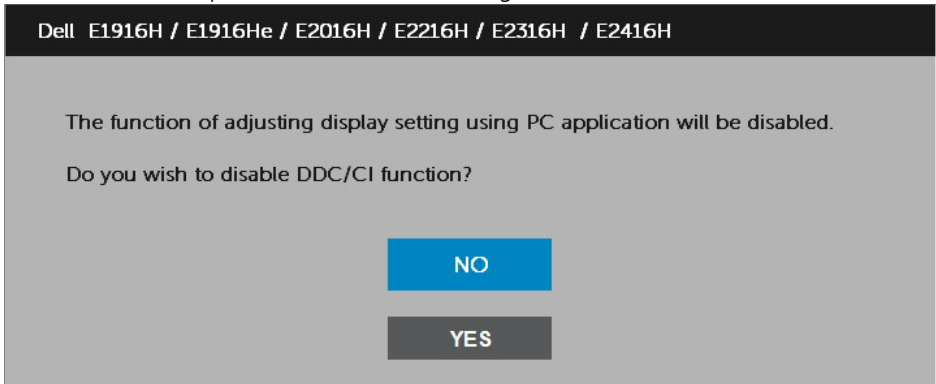 Dell E1916H / E1916He / E2016H / E2216H / E2316H / E2416H
The function of adjusting display setting using PC application will be disabled.
Do you wish to disable DDC/CI function?
NO
YES